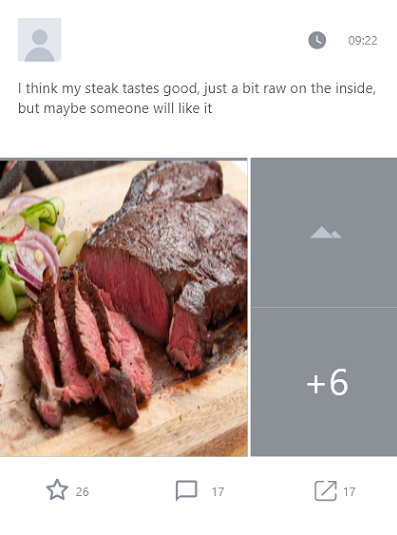 09:22
I think my steak tastes good, just a bit raw on the inside,
but maybe someone will like it
+6
26
17
17